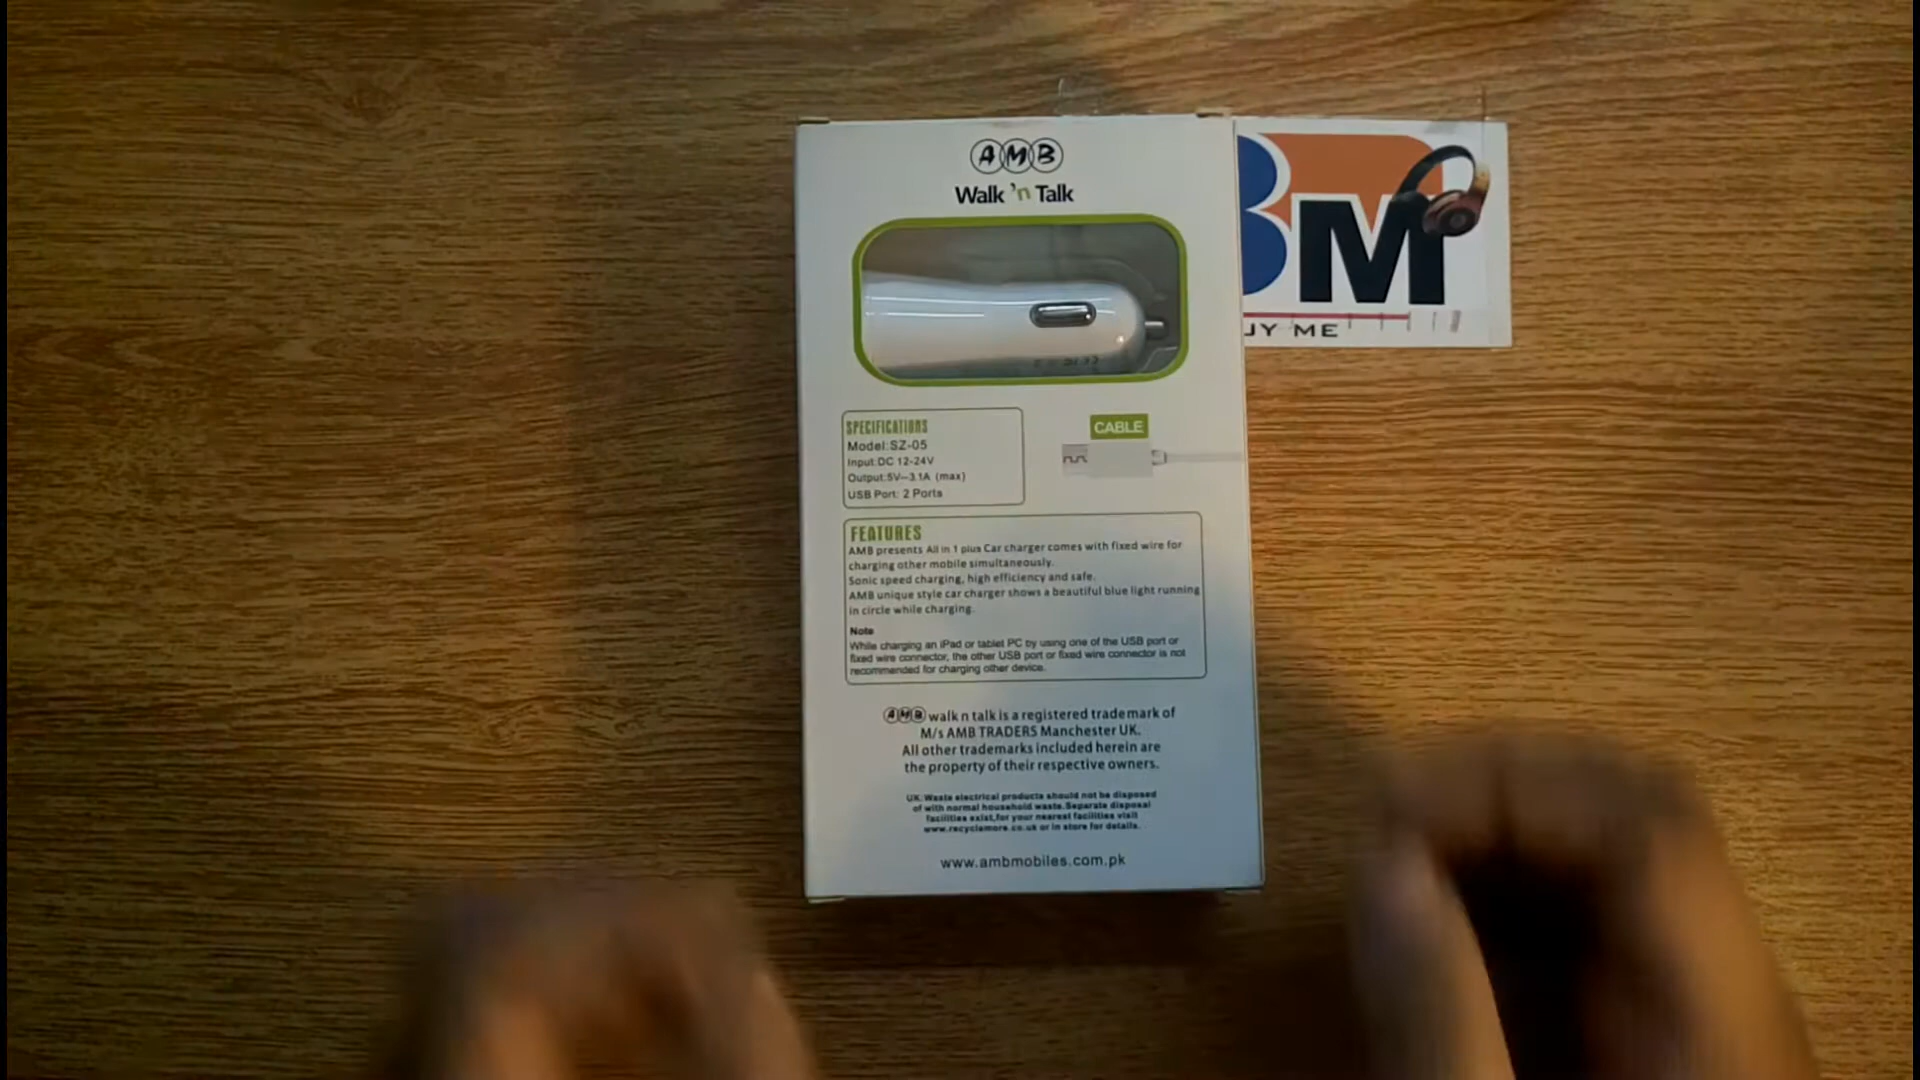 AMB
Walk 'n Talk
SPECIFICATIONS
Model:SZ-05
Input:DC 12-24V
Output:5V--3.1A (max)
USB Port: 2 Ports
CABLE
FEATURES
AMB presents All in 1 plus Car charger comes with fixed wire for
charging other mobile simultaneously.
Sonic speed charging, high efficiency and safe.
AMB unique style car charger shows a beautiful blue light running
in circle while charging.
Note
While charging an iPad or tablet PC by using one of the USB port or
fixed wire connector, the other USB port or fixed wire connector is not
recommended for charging other device.
AMB walk n talk is a registered trademark of
M/s AMB TRADERS Manchester UK.
All other trademarks included herein are
the property of their respective owners.
UK: Waste electrical products should not be disposed
of with normal household waste.Separate disposal
facilities exist,for your nearest facilities visit
www.recyclemore.co.uk or in store for details.
www.ambmobiles.com.pk
BM
UY ME